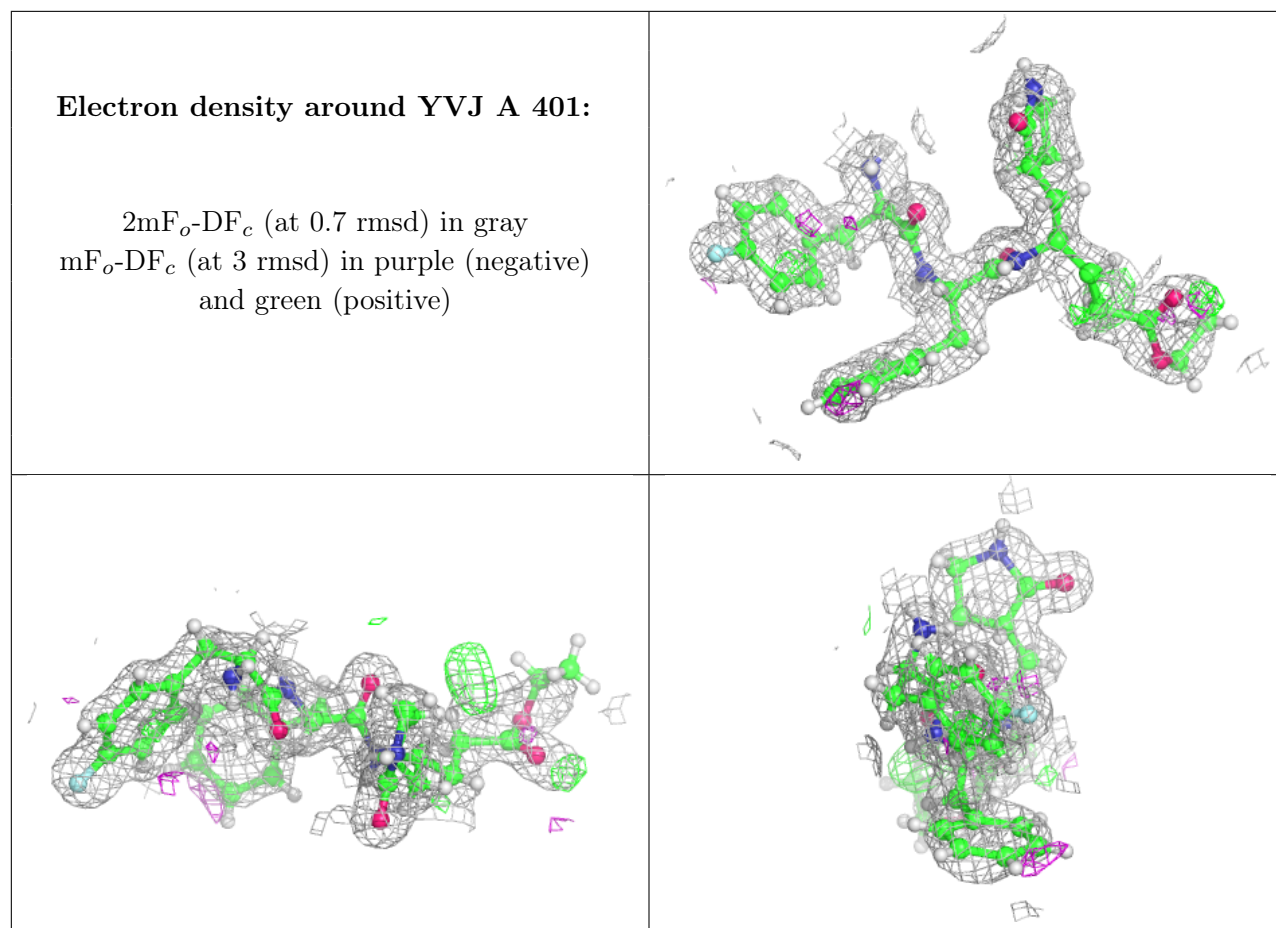 Electron density around YVJ A 401:
2mFo-DFc (at 0.7 rmsd) in gray
mFo-DFc (at 3 rmsd) in purple (negative)
and green (positive)